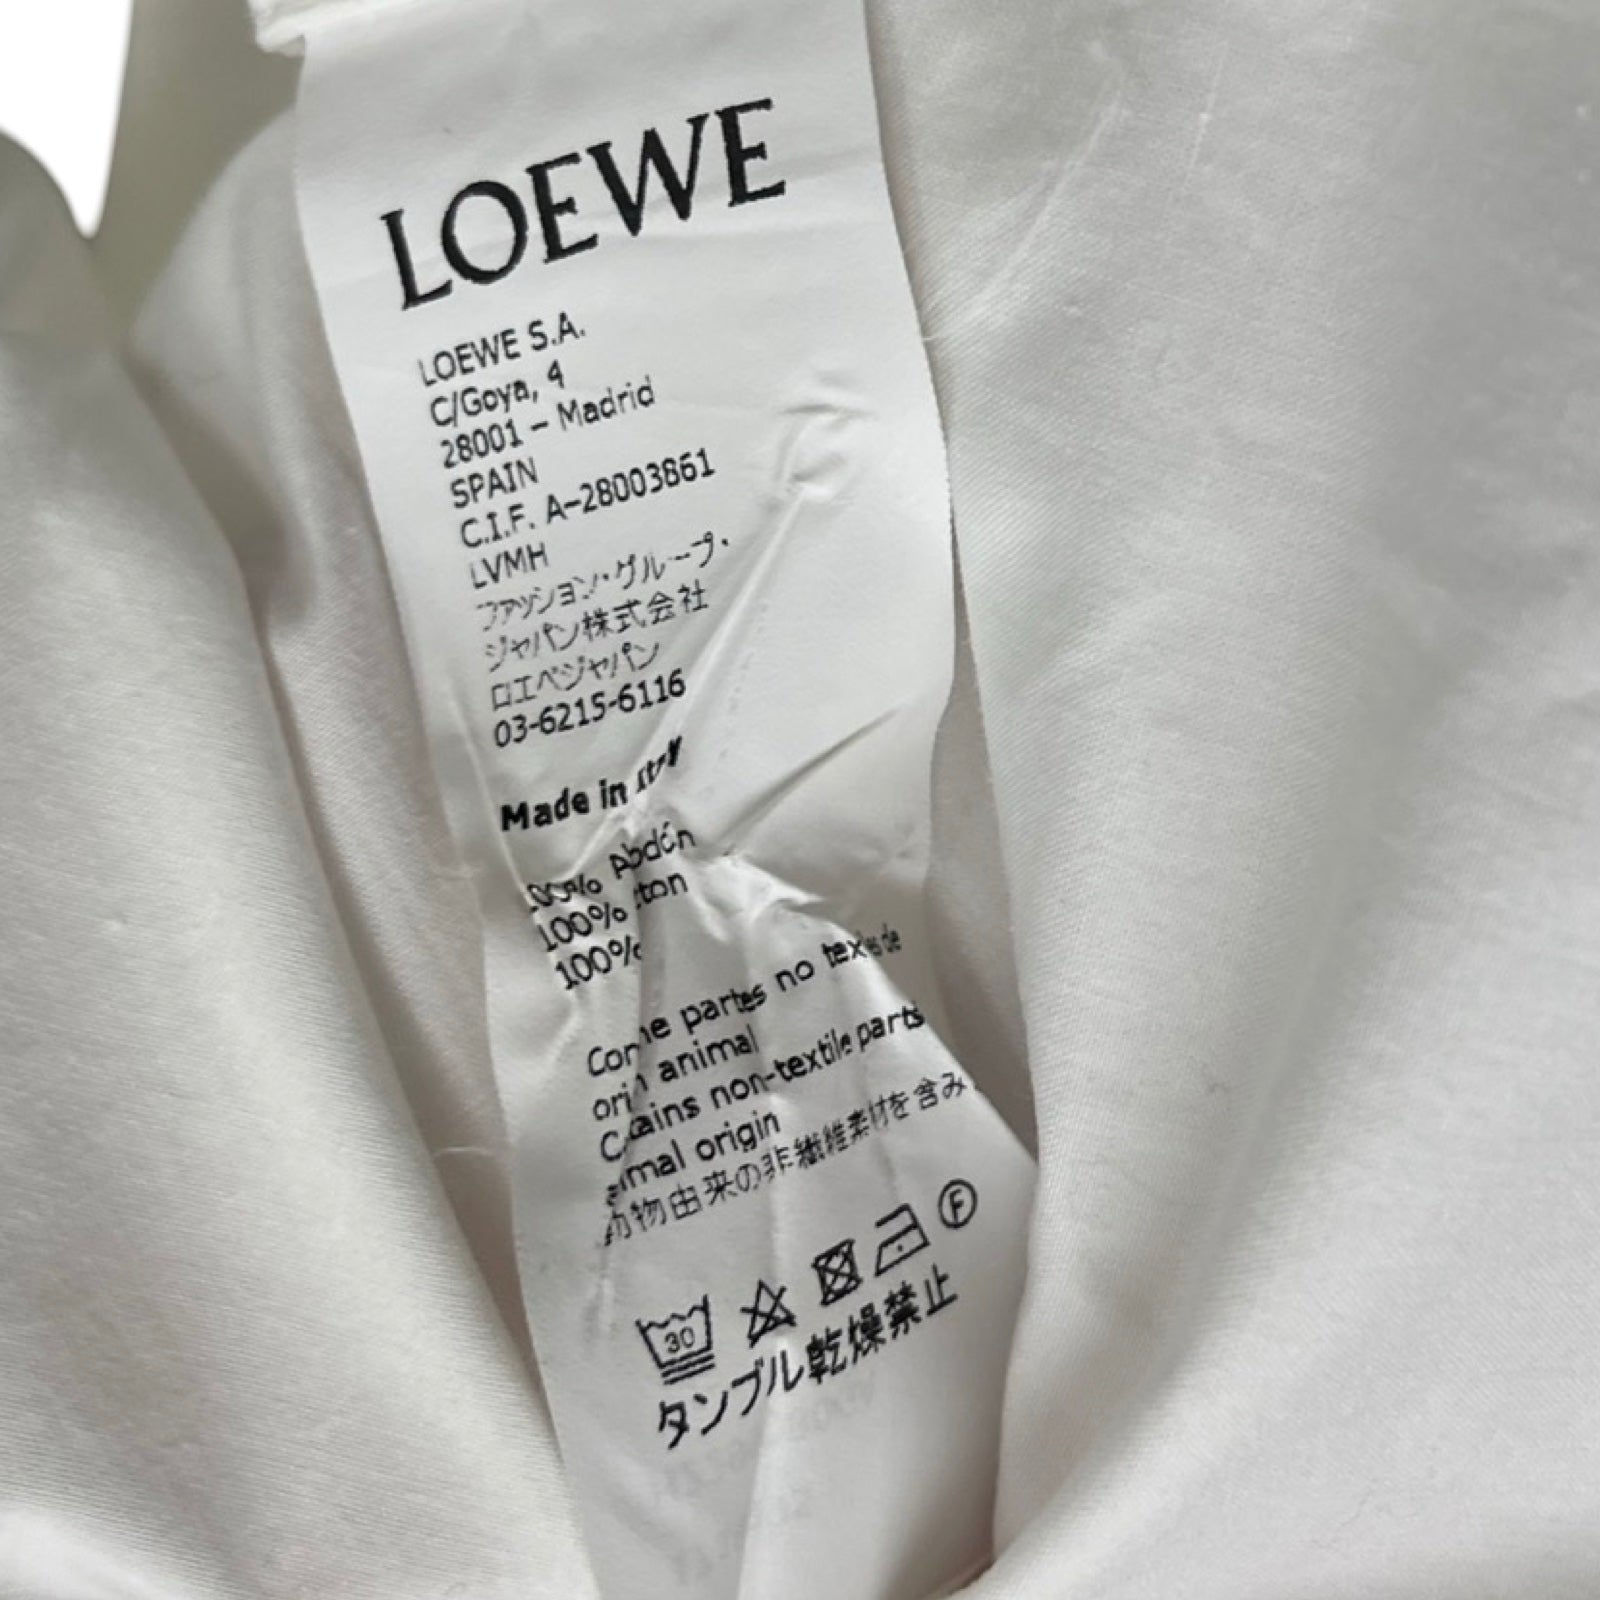 LOEWE
LOEWE S.A.
C/Goya, 4
28001 – Madrid
SPAIN
C.I.F. A-28003861
LVMH
ファッション・グループ・
ジャパン株式会社
ロエベジャパン
03-6215-6116
Made in
100%
100%
100%
partes no
animal
non-textile parts
origin
物由来の非繊維素材を含み
30
F
タンブル乾燥禁止